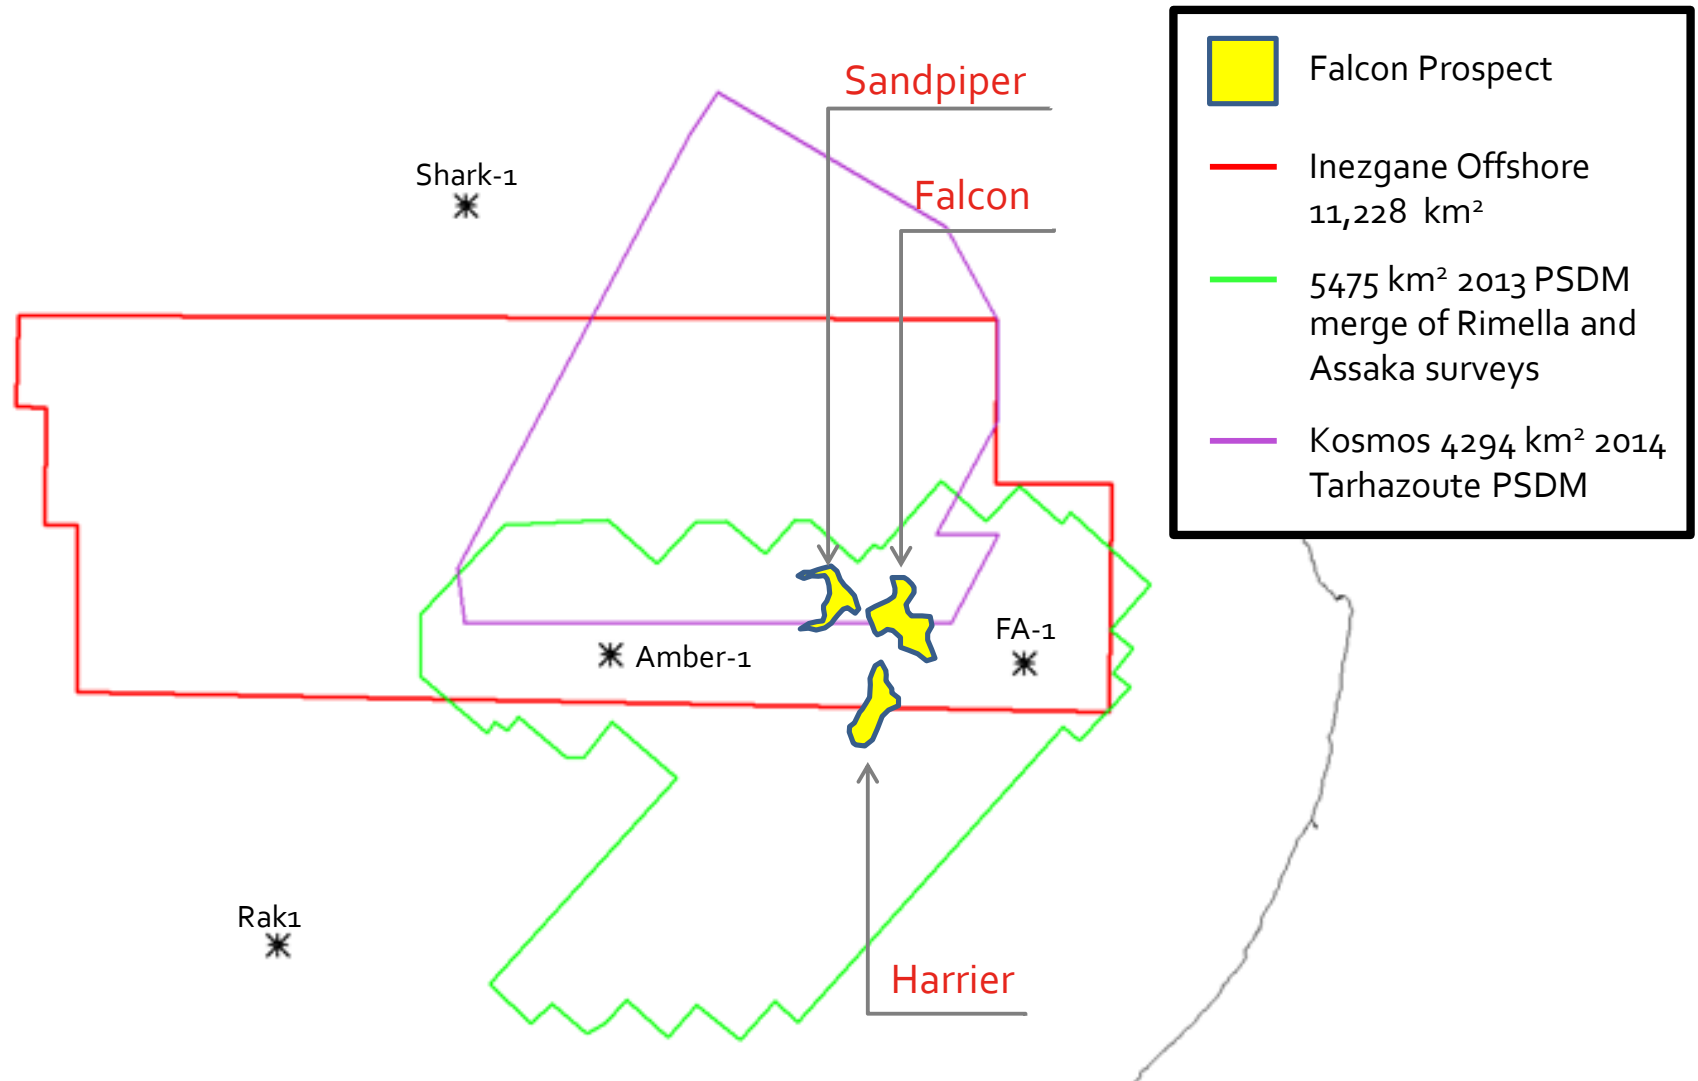 Sandpiper
Falcon
Shark-1
Amber-1
FA-1
Rak1
Harrier
Falcon Prospect
Inezgane Offshore
11,228 km²
5475 km² 2013 PSDM
merge of Rimella and
Assaka surveys
Kosmos 4294 km² 2014
Tarhazoute PSDM